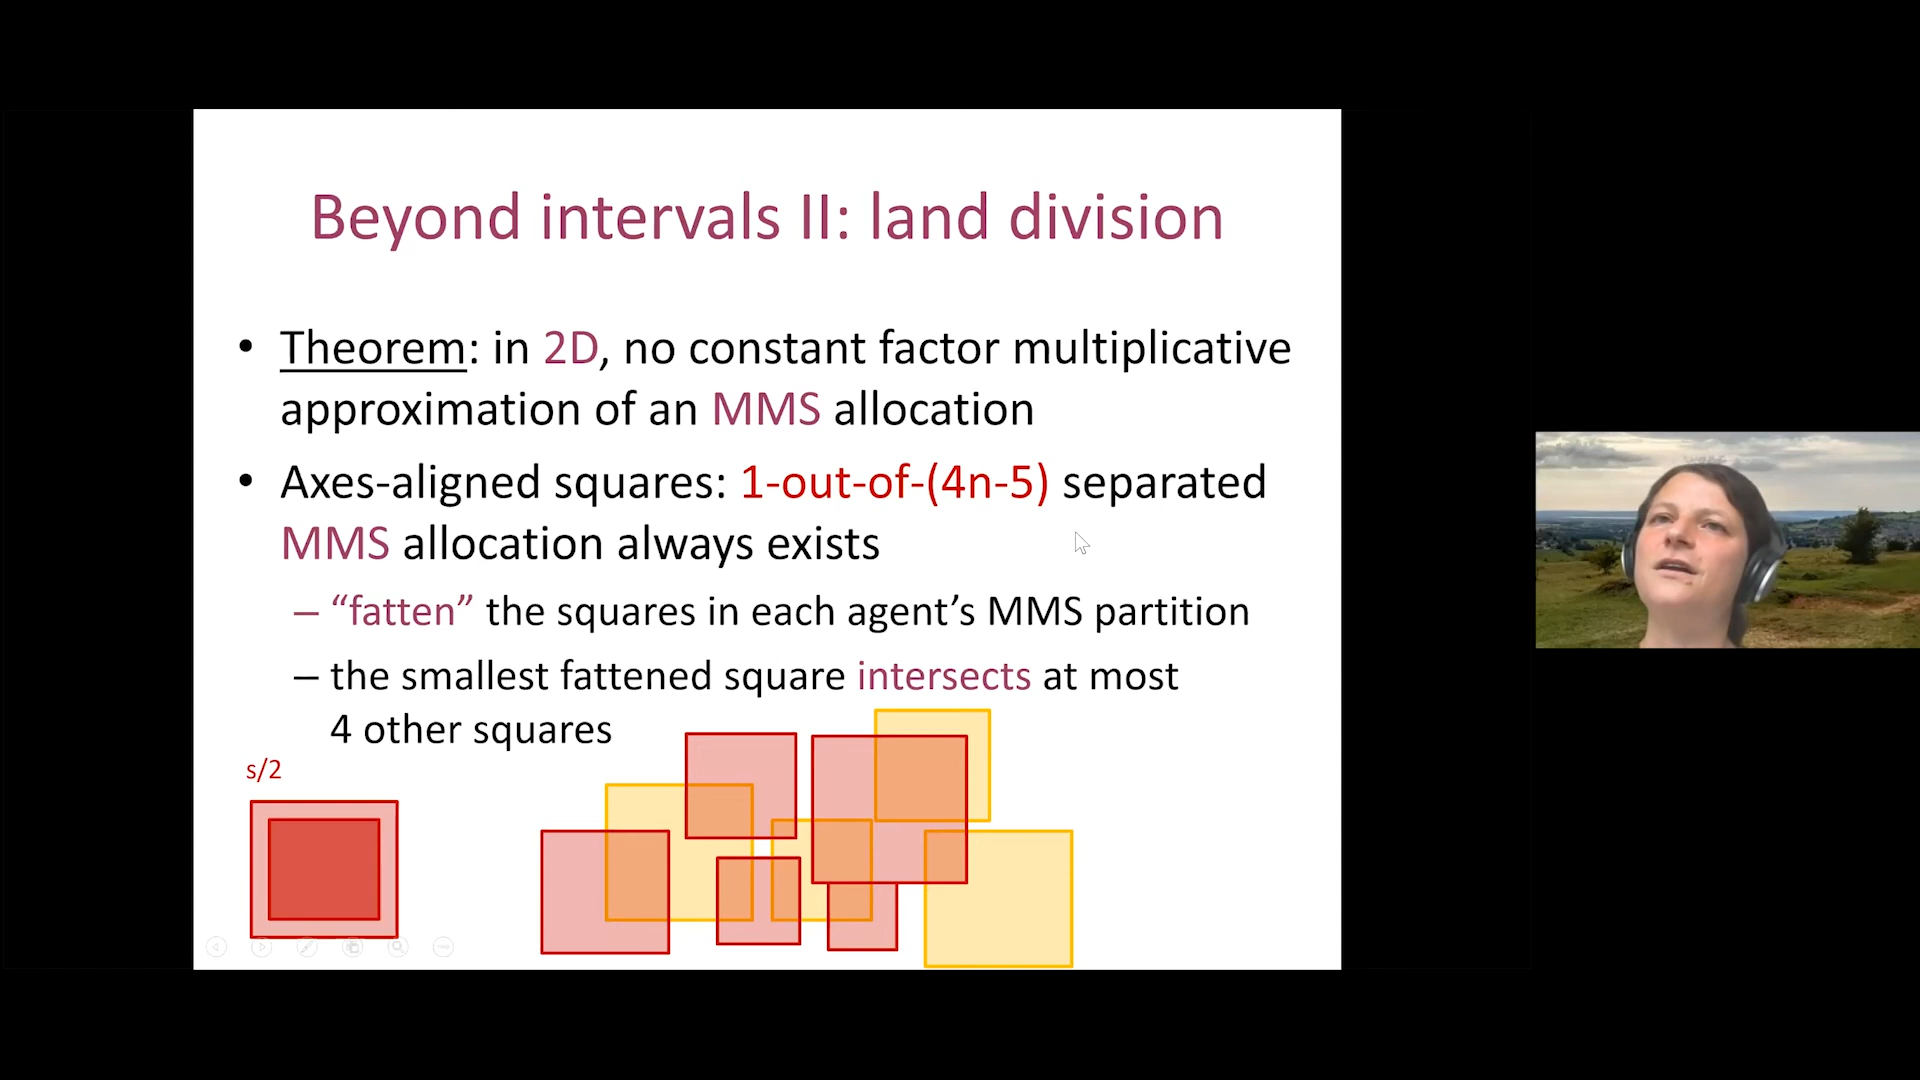 Beyond intervals II: land division
• Theorem: in 2D, no constant factor multiplicative
approximation of an MMS allocation
• Axes-aligned squares: 1-out-of-(4n-5) separated
MMS allocation always exists
– “fatten” the squares in each agent’s MMS partition
– the smallest fattened square intersects at most
4 other squares
s/2